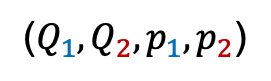 (Q₁, Q₂, p₁, p₂)